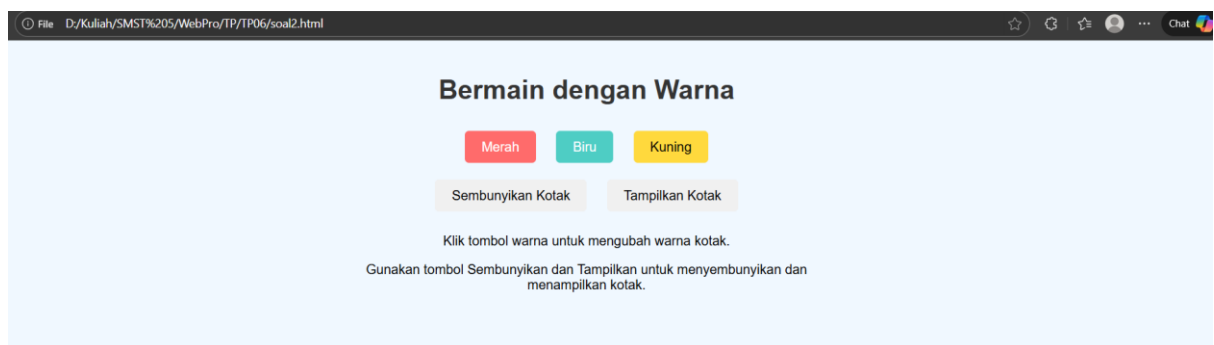 File D:/Kuliah/SMST%205/WebPro/TP/TP06/soal2.html Chat
Bermain dengan Warna
Merah Biru Kuning
Sembunyikan Kotak Tampilkan Kotak
Klik tombol warna untuk mengubah warna kotak.
Gunakan tombol Sembunyikan dan Tampilkan untuk menyembunyikan dan
menampilkan kotak.